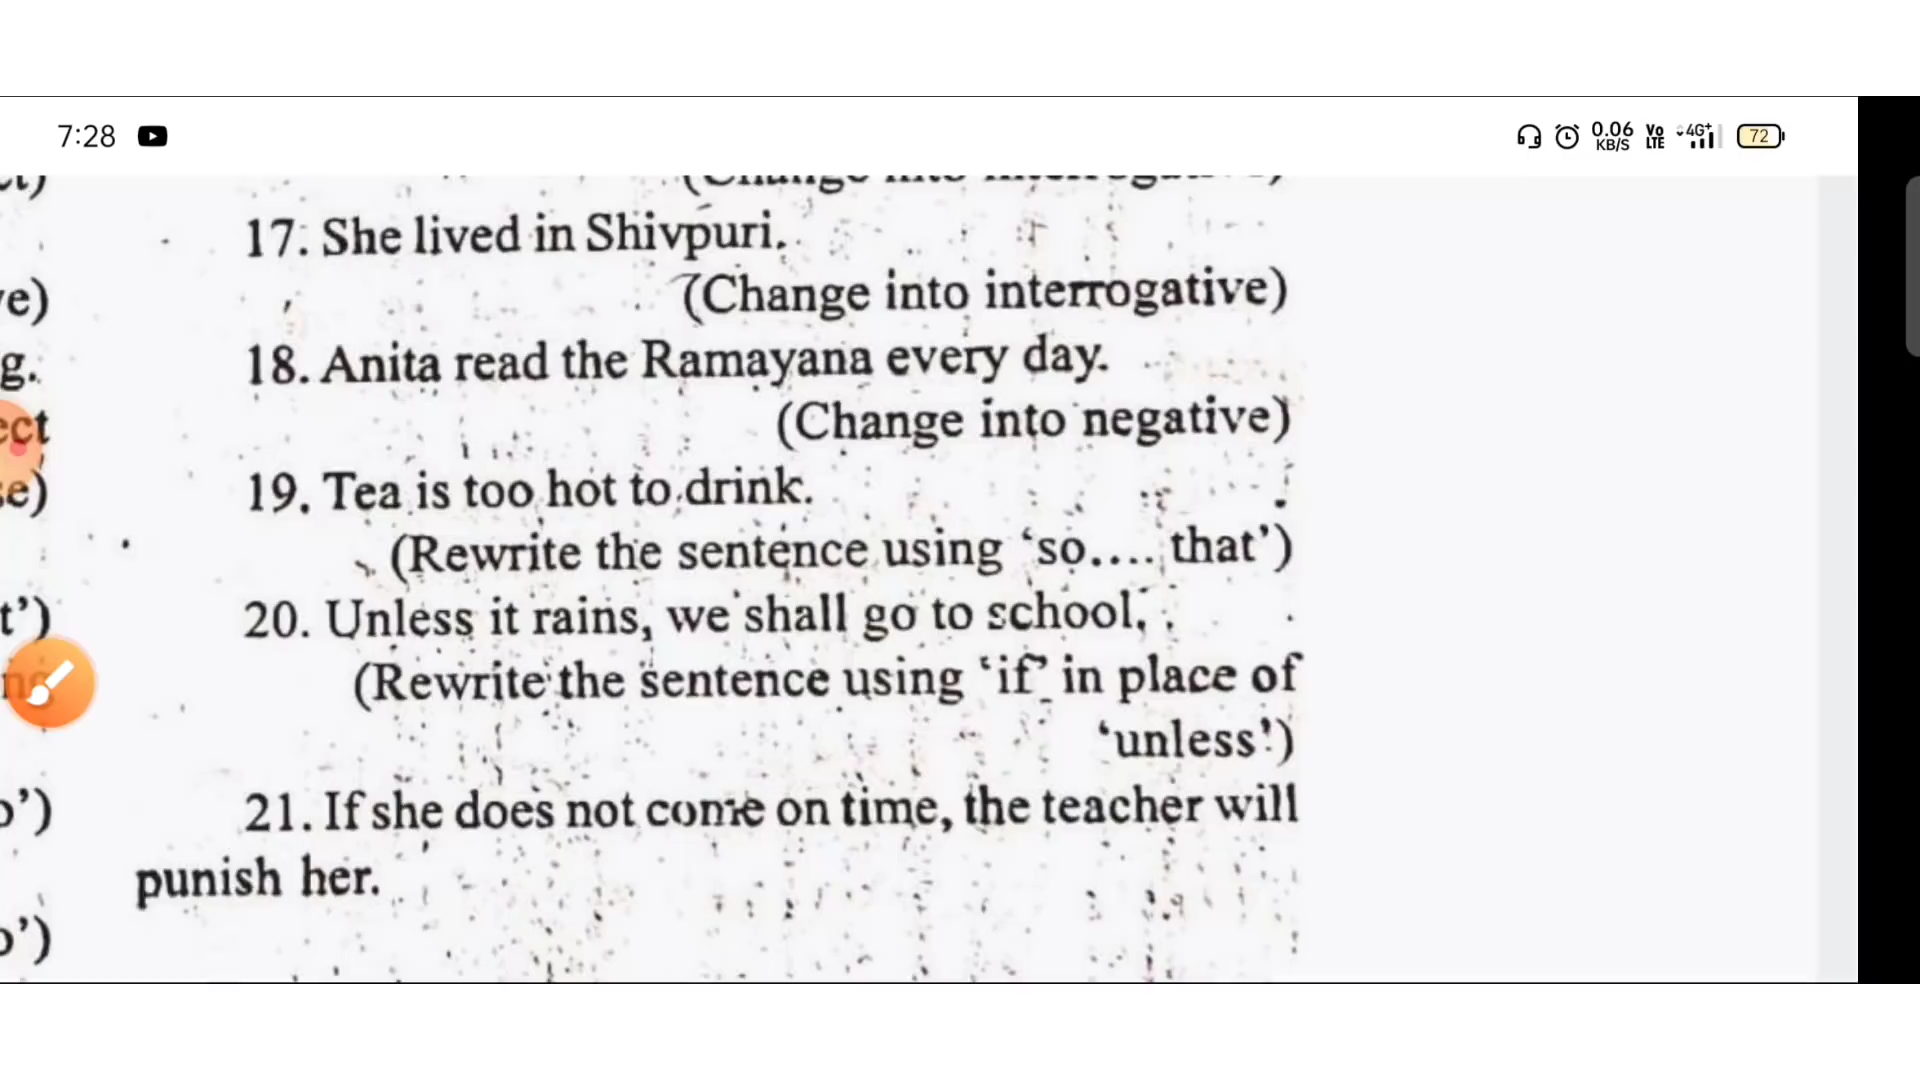 7:28
0.06 KB/S Vo LTE 4G+ 72
17. She lived in Shivpuri.
(Change into interrogative)
18. Anita read the Ramayana every day.
(Change into negative)
19. Tea is too hot to drink.
(Rewrite the sentence using ‘so.... that’)
20. Unless it rains, we shall go to school.
(Rewrite the sentence using ‘if’ in place of
‘unless’)
21. If she does not come on time, the teacher will
punish her.